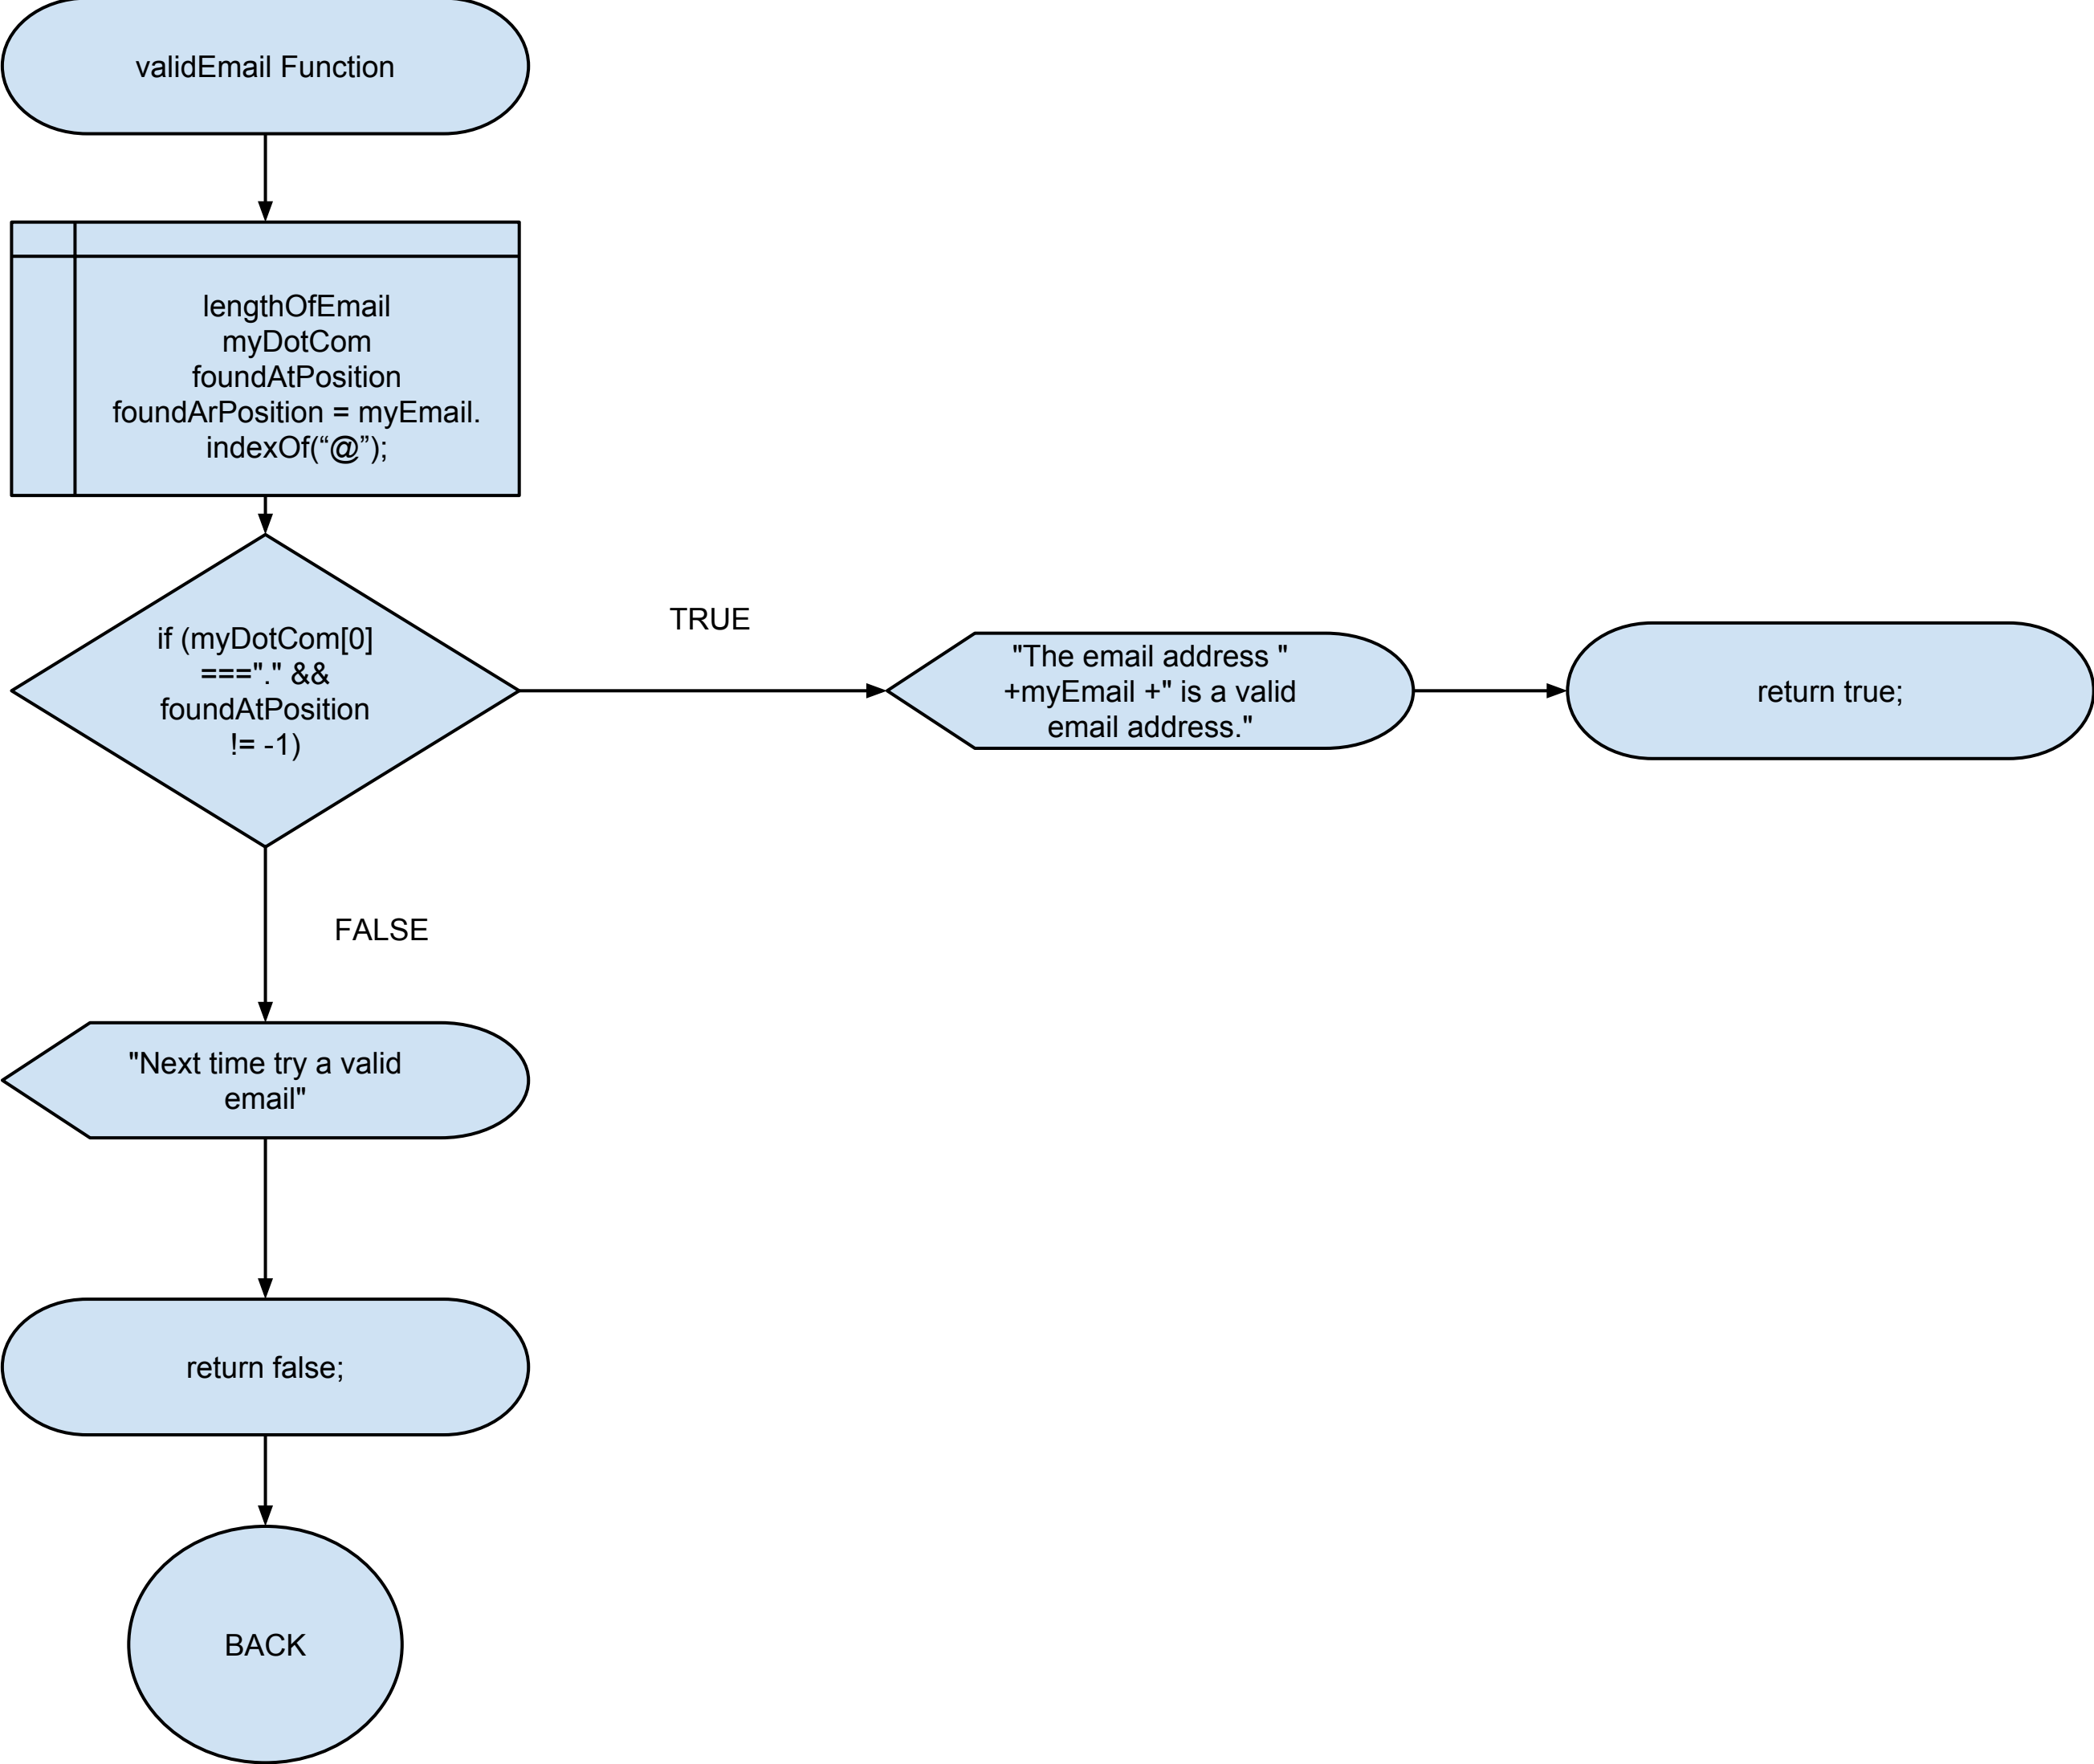 validEmail Function
lengthOfEmail
myDotCom
foundAtPosition
foundArPosition = myEmail.
indexOf(“@”);
if (myDotCom[0]
==="." &&
foundAtPosition
!= -1)
TRUE
"The email address "
+myEmail +" is a valid
email address."
return true;
FALSE
"Next time try a valid
email"
return false;
BACK